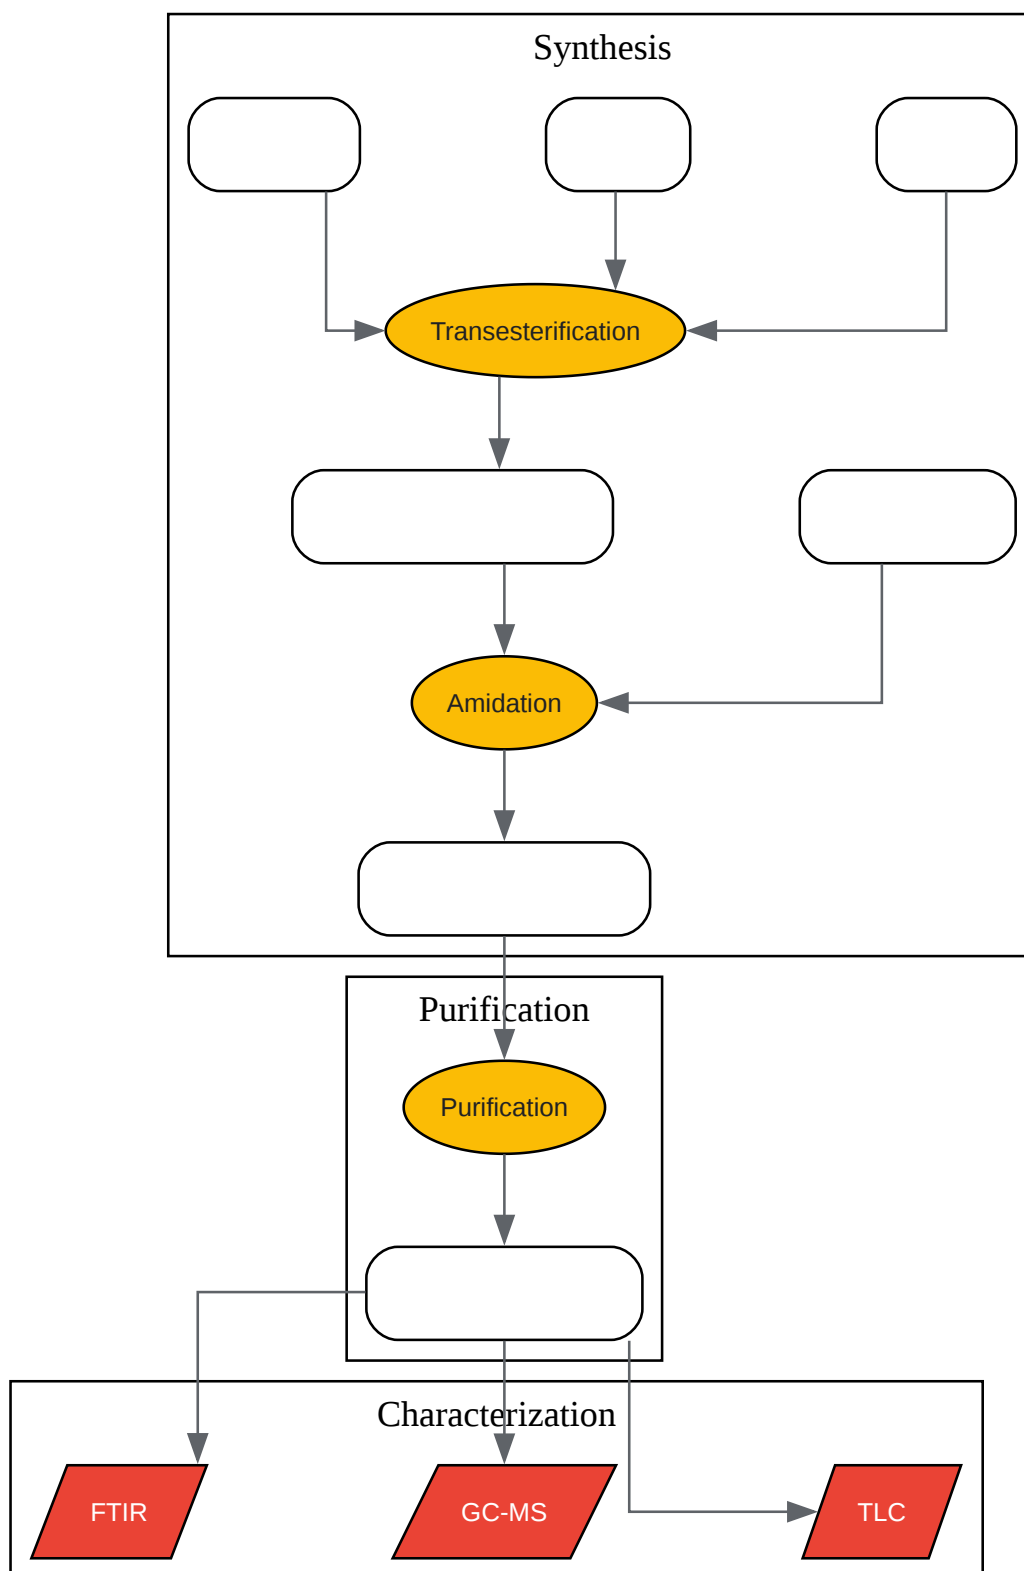 Synthesis
Transesterification
Amidation
Purification
Purification
Characterization
FTIR
GC-MS
TLC